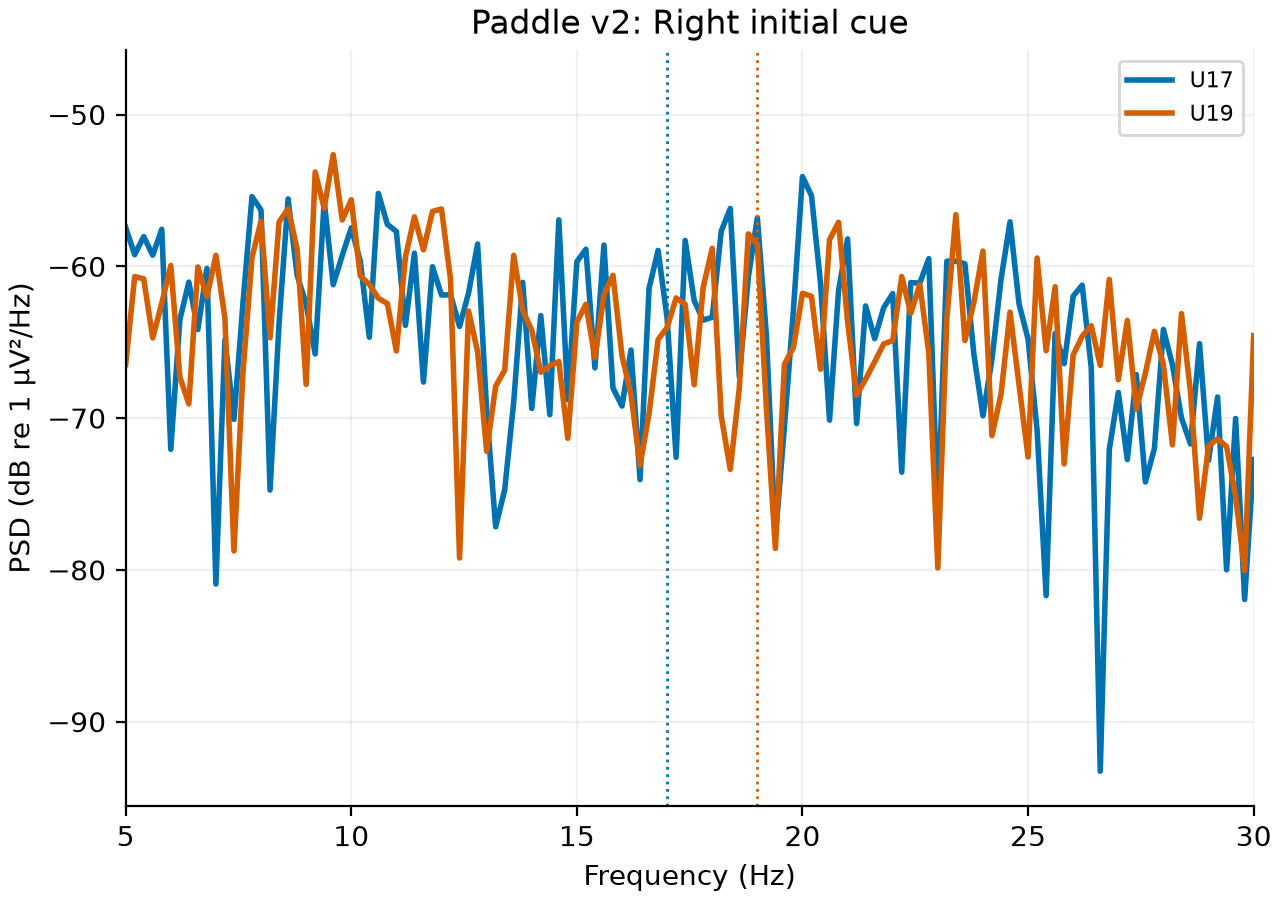 Paddle v2: Right initial cue
U17
U19
PSD (dB re 1 µV²/Hz)
−50
−60
−70
−80
−90
5
10
15
20
25
30
Frequency (Hz)